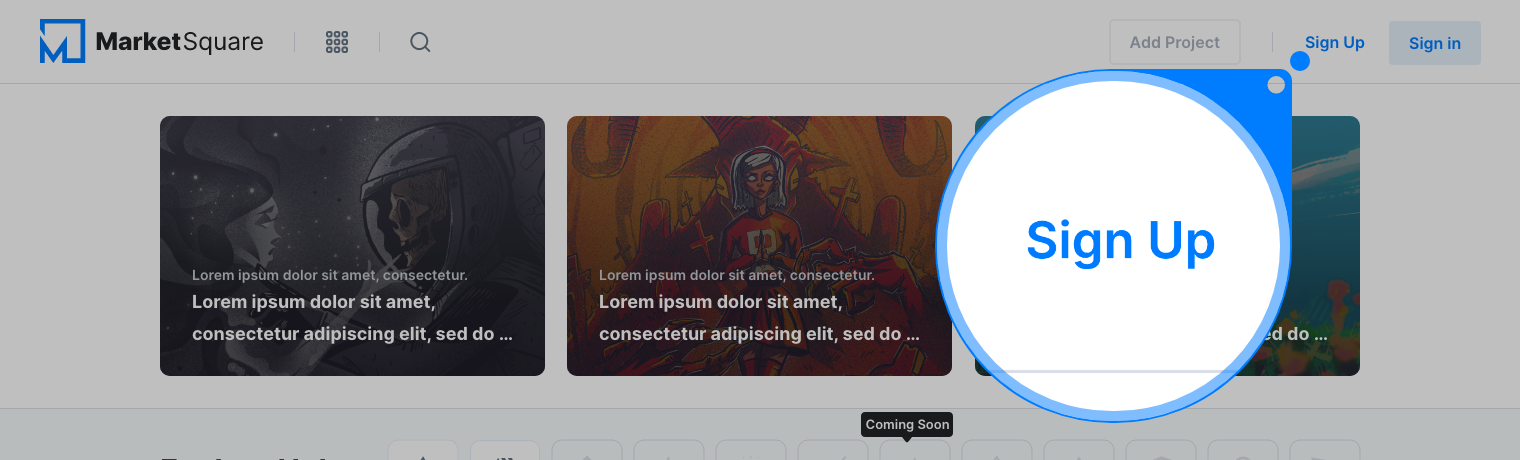 MarketSquare
Add Project
Sign Up
Sign in
Lorem ipsum dolor sit amet, consectetur.
Lorem ipsum dolor sit amet,
consectetur adipiscing elit, sed do ...
Lorem ipsum dolor sit amet, consectetur.
Lorem ipsum dolor sit amet,
consectetur adipiscing elit, sed do ...
Sign Up
do ...
Coming Soon